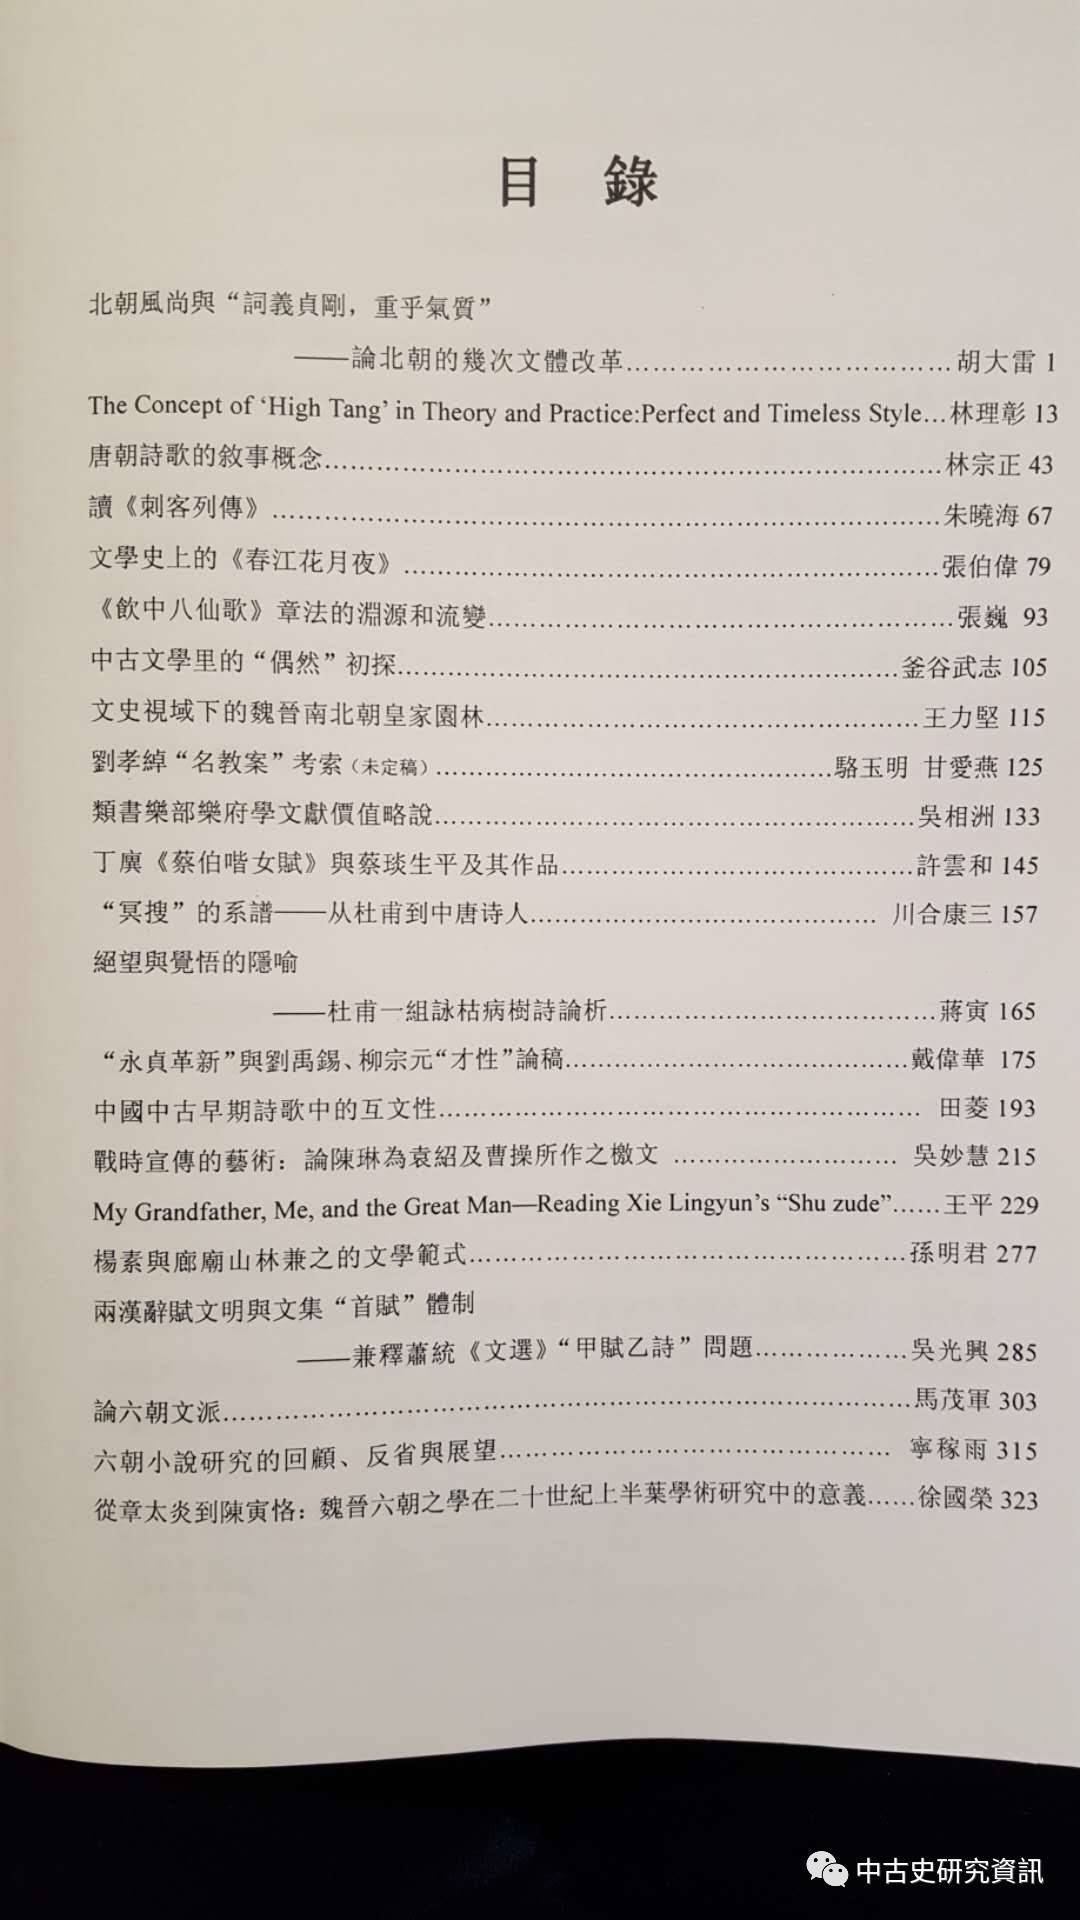 目　錄
北朝風尚與“詞義貞剛，重乎氣質”
——論北朝的幾次文體改革………………………………胡大雷 1
The Concept of ‘High Tang’ in Theory and Practice:Perfect and Timeless Style…林理彰 13
唐朝詩歌的敘事概念……………………………………………………………林宗正 43
讀《刺客列傳》…………………………………………………………………朱曉海 67
文學史上的《春江花月夜》……………………………………………………張伯偉 79
《飲中八仙歌》章法的淵源和流變……………………………………………張巍 93
中古文學里的“偶然”初探……………………………………………………釜谷武志 105
文史視域下的魏晉南北朝皇家園林……………………………………………王力堅 115
劉孝綽“名教案”考索（未定稿）………………………………………駱玉明 甘愛燕 125
類書樂部樂府學文獻價值略說…………………………………………………吳相洲 133
丁廙《蔡伯喈女賦》與蔡琰生平及其作品……………………………………許雲和 145
“冥搜”的系譜——从杜甫到中唐诗人…………………………………… 川合康三 157
絕望與覺悟的隱喻
——杜甫一組詠枯病樹詩論析…………………………………蔣寅 165
“永貞革新”與劉禹錫、柳宗元“才性”論稿……………………………………戴偉華 175
中國中古早期詩歌中的互文性………………………………………………… 田菱 193
戰時宣傳的藝術：論陳琳為袁紹及曹操所作之檄文 ……………………… 吳妙慧 215
My Grandfather, Me, and the Great Man—Reading Xie Lingyun’s “Shu zude”……王平 229
楊素與廊廟山林兼之的文學範式………………………………………………孫明君 277
兩漢辭賦文明與文集“首賦”體制
——兼釋蕭統《文選》“甲賦乙詩”問題………………吳光興 285
論六朝文派………………………………………………………………………馬茂軍 303
六朝小說研究的回顧、反省與展望……………………………………… 寧稼雨 315
從章太炎到陳寅恪：魏晉六朝之學在二十世紀上半葉學術研究中的意義……徐國榮 323
中古史研究資訊